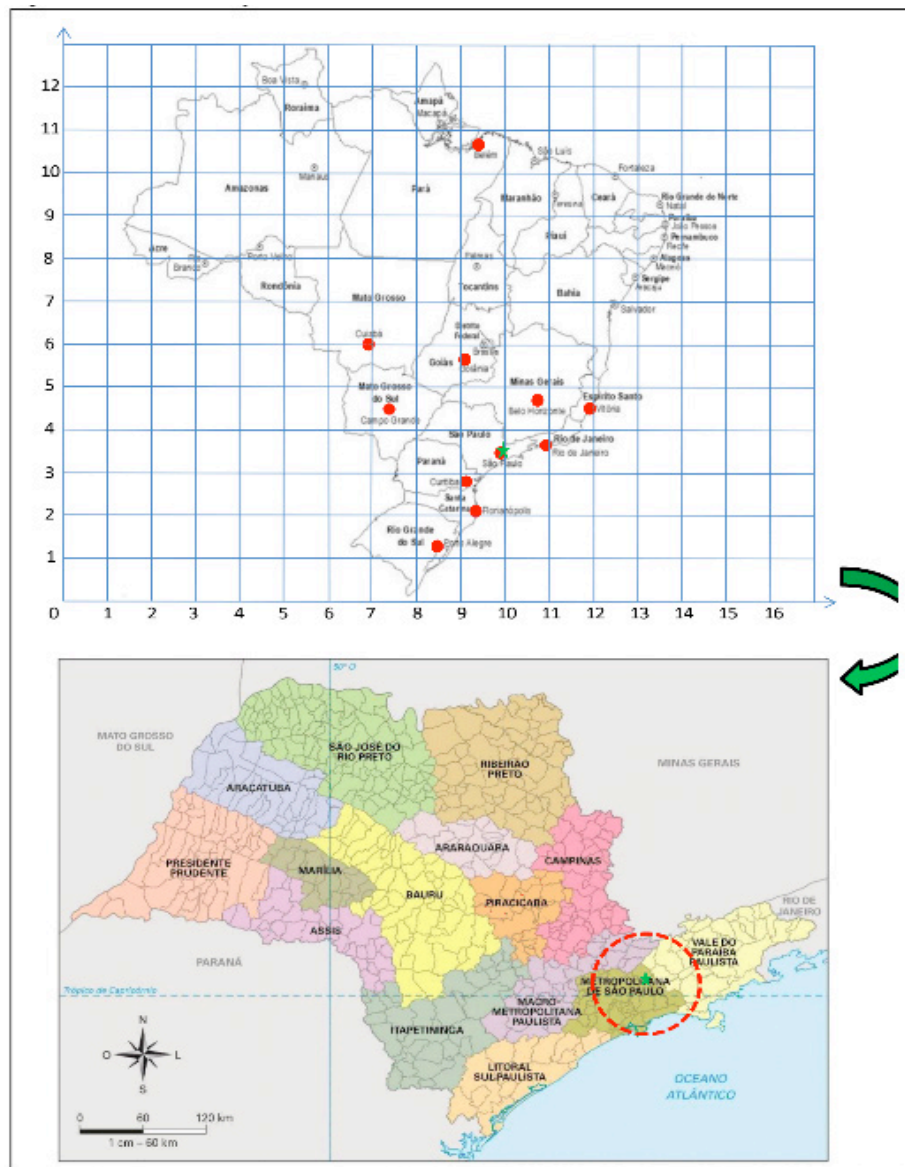 12
Boa Vista
Roraima
Amapá
Macapá
11
Belém
São Luís
Fortaleza
10
Manaus
Amazonas
Pará
Maranhão
Teresina
Ceará
Rio Grande do Norte
Natal
9
Paraíba
João Pessoa
Piauí
Pernambuco
Recife
Acre
Rio Branco
Porto Velho
Palmas
Alagoas
Maceió
8
Rondônia
Mato Grosso
Tocantins
Bahia
Sergipe
Aracaju
7
Salvador
Cuiabá
Distrito
Federal
Brasília
6
Goiás
Goiânia
Mato Grosso
do Sul
Minas Gerais
5
Espírito Santo
Vitória
Campo Grande
Belo Horizonte
4
São Paulo
Rio de Janeiro
Rio de Janeiro
Paraná
São Paulo
3
Curitiba
Santa
Catarina
Florianópolis
2
Rio Grande
do Sul
Porto Alegre
1
0 1 2 3 4 5 6 7 8 9 10 11 12 13 14 15 16
50° O
MATO GROSSO
DO SUL
SÃO JOSÉ DO
RIO PRETO
RIBEIRÃO
PRETO
MINAS GERAIS
ARAÇATUBA
ARARAQUARA
PRESIDENTE
PRUDENTE
MARÍLIA
CAMPINAS
BAURU
PIRACICABA
RIO DE
JANEIRO
ASSIS
VALE DO
PARAÍBA
PAULISTA
PARANÁ
Trópico de Capricórnio
METROPOLITANA
DE SÃO PAULO
MACRO-
METROPOLITANA
PAULISTA
ITAPETININGA
N
O L
S
LITORAL
SULPAULISTA
OCEANO
ATLÂNTICO
0 60 120 km
1 cm – 60 km